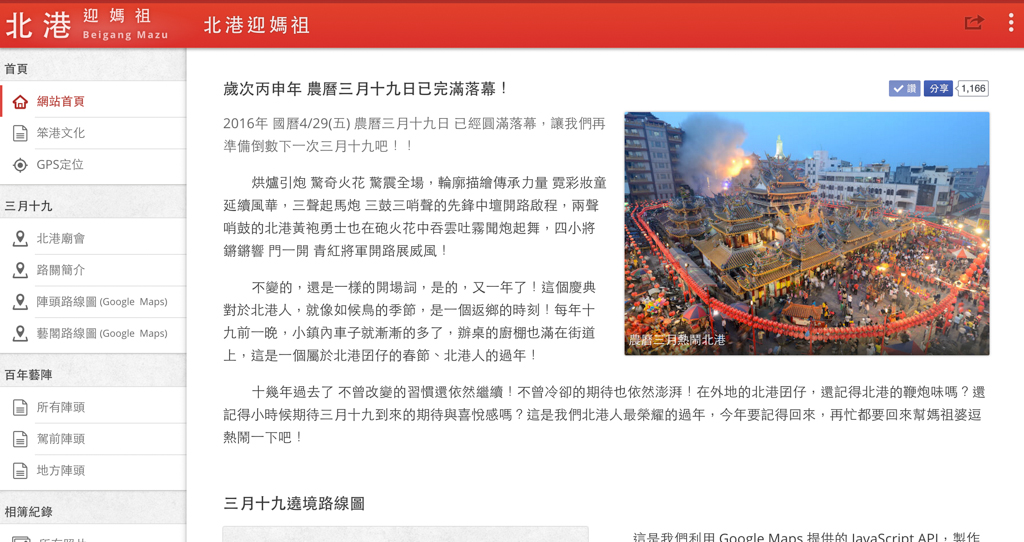 北港
迎媽祖
Beigang Mazu
北港迎媽祖
首頁
網站首頁
笨港文化
GPS定位
三月十九
北港廟會
路關簡介
陣頭路線圖 (Google Maps)
藝閣路線圖 (Google Maps)
百年藝陣
所有陣頭
駕前陣頭
地方陣頭
相簿紀錄
歲次丙申年 農曆三月十九日已完滿落幕！
讚 分享 1,166
2016年 國曆4/29(五) 農曆三月十九日 已經圓滿落幕，讓我們再
準備倒數下一次三月十九吧！！
烘爐引炮 驚奇火花 驚震全場，輪廓描繪傳承力量 霓彩妝童
延續風華，三聲起馬炮 三鼓三哨聲的先鋒中壇開路啟程，兩聲
哨鼓的北港黃袍勇士也在砲火花中吞雲吐霧聞炮起舞，四小將
鏘鏘響 門一開 青紅將軍開路展威風！
不變的，還是一樣的開場詞，是的，又一年了！這個慶典
對於北港人，就像如候鳥的季節，是一個返鄉的時刻！每年十
九前一晚，小鎮內車子就漸漸的多了，辦桌的廚棚也滿在街道
上，這是一個屬於北港囝仔的春節、北港人的過年！
農曆三月熱鬧北港
十幾年過去了 不曾改變的習慣還依然繼續！不曾冷卻的期待也依然澎湃！在外地的北港囝仔，還記得北港的鞭炮味嗎？還
記得小時候期待三月十九到來的期待與喜悅感嗎？這是我們北港人最榮耀的過年，今年要記得回來，再忙都要回來幫媽祖婆逗
熱鬧一下吧！
三月十九遶境路線圖
這是我們利用 Google Maps 提供的 JavaScript API，製作